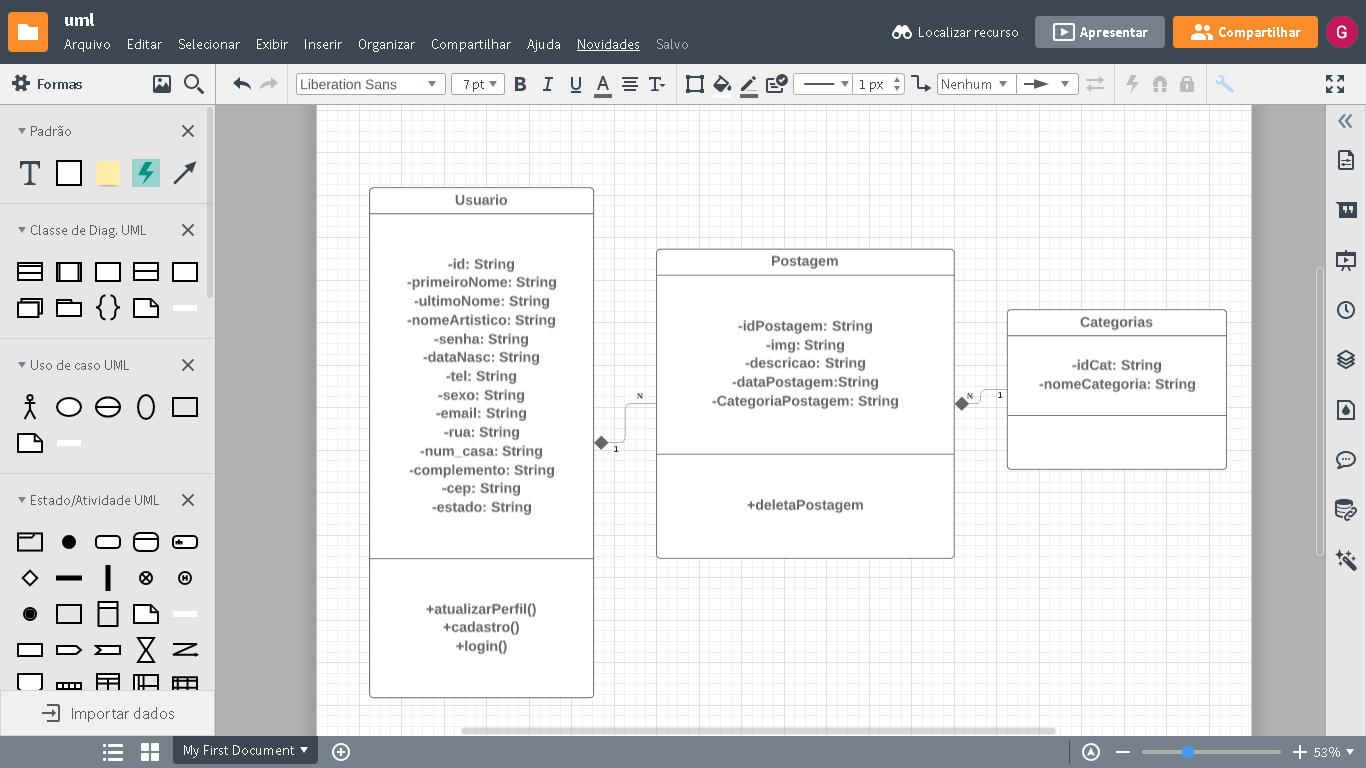 uml
Arquivo Editar Selecionar Exibir Inserir Organizar Compartilhar Ajuda Novidades Salvo
Localizar recurso
Apresentar
Compartilhar
G
Formas
Liberation Sans
7 pt
B I U A T
1 px
Nenhum
Padrão
T
Classe de Diag. UML
Uso de caso UML
Estado/Atividade UML
Importar dados
Usuario
-id: String
-primeiroNome: String
-ultimoNome: String
-nomeArtistico: String
-senha: String
-dataNasc: String
-tel: String
-sexo: String
-email: String
-rua: String
-num_casa: String
-complemento: String
-cep: String
-estado: String
+atualizarPerfil()
+cadastro()
+login()
1
N
Postagem
-idPostagem: String
-img: String
-descricao: String
-dataPostagem:String
-CategoriaPostagem: String
+deletaPostagem
N
1
Categorias
-idCat: String
-nomeCategoria: String
My First Document
53%